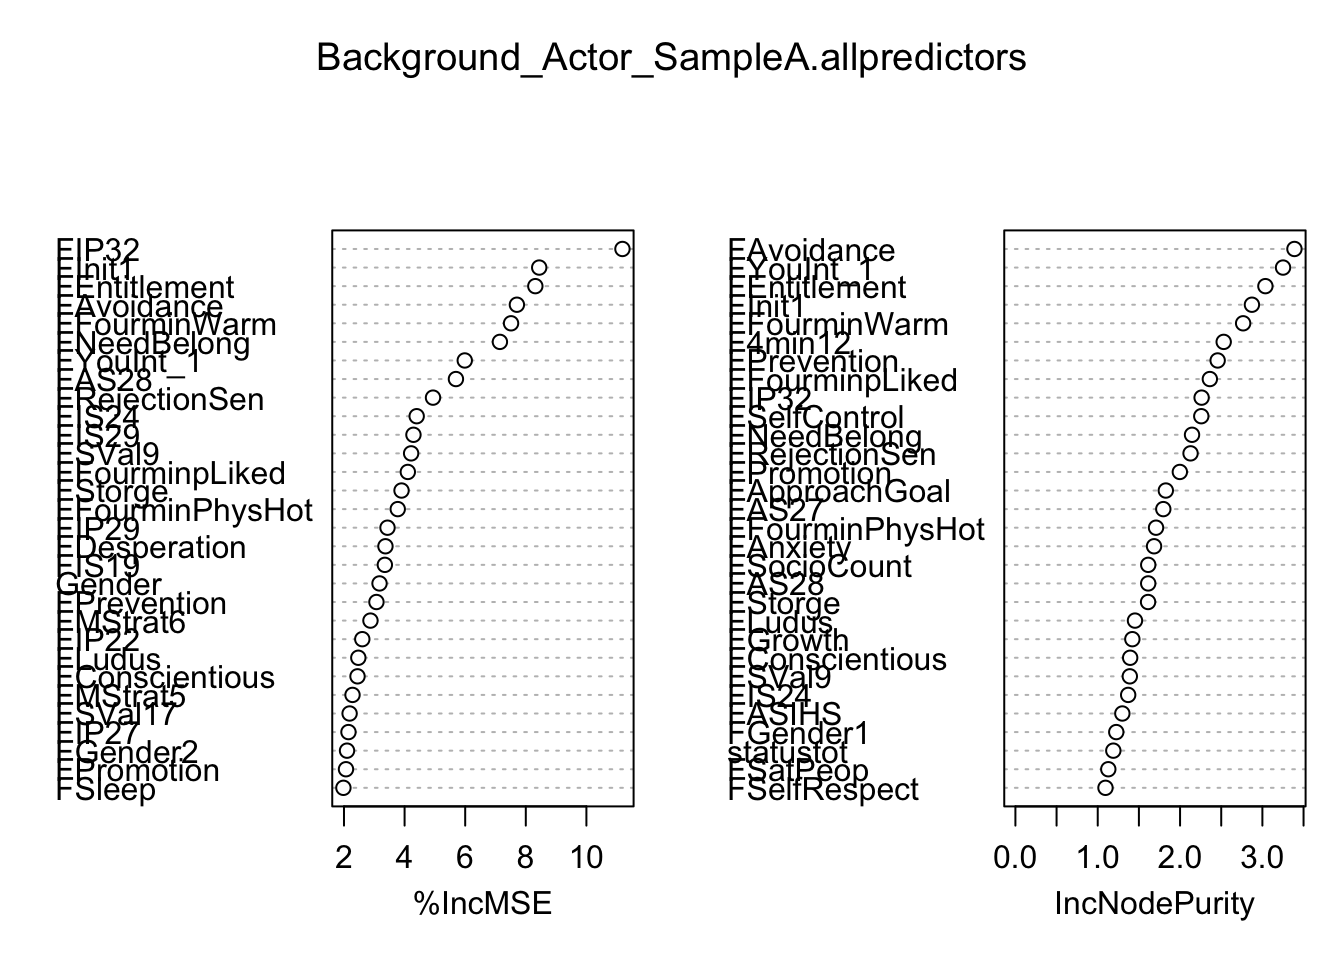 Background_Actor_SampleA.allpredictors
FIP32
FInit1
FEntitlement
FAvoidance
FFourminWarm
FNeedBelong
FYouInt_1
FAS28
FRejectionSen
FIS24
FIS29
FSVal9
FFourminpLiked
FStorge
FFourminPhysHot
FIP29
FDesperation
FIS19
Gender
FPrevention
FMStrat6
FIP22
FLudus
FConscientious
FMStrat5
FSVal17
FIP27
FGender2
FPromotion
FSleep
2 4 6 8 10
%IncMSE
FAvoidance
FYouInt_1
FEntitlement
FInit1
FFourminWarm
F4min12
FPrevention
FFourminpLiked
FIP32
FSelfControl
FNeedBelong
FRejectionSen
FPromotion
FApproachGoal
FAS27
FFourminPhysHot
FAnxiety
FSocioCount
FAS28
FStorge
FLudus
FGrowth
FConscientious
FSVal9
FIS24
FASIHS
FGender1
statustot
FSatPeop
FSelfRespect
0.0 1.0 2.0 3.0
IncNodePurity